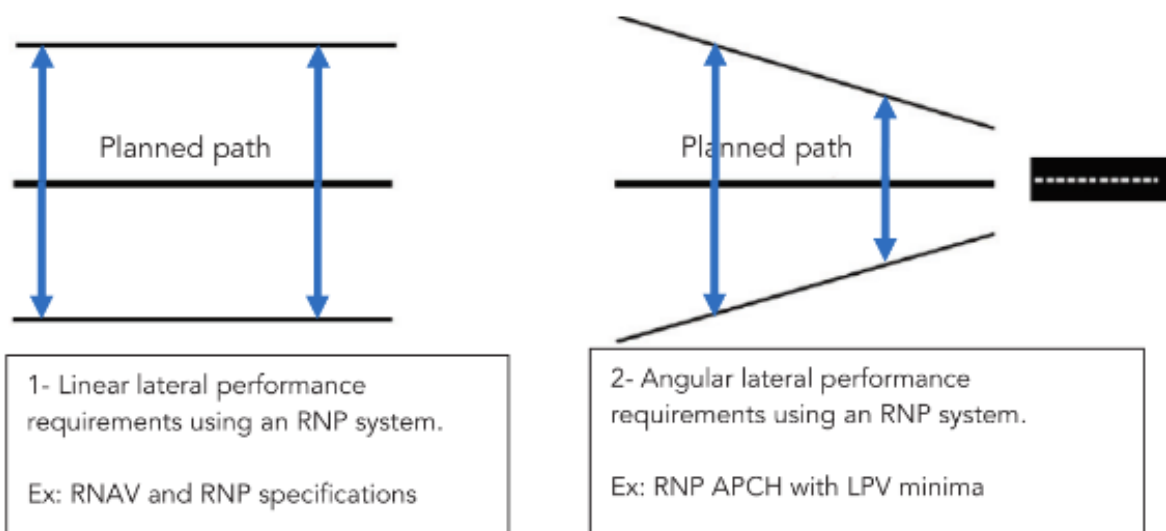 Planned path
1- Linear lateral performance
requirements using an RNP system.
Ex: RNAV and RNP specifications
Planned path
2- Angular lateral performance
requirements using an RNP system.
Ex: RNP APCH with LPV minima